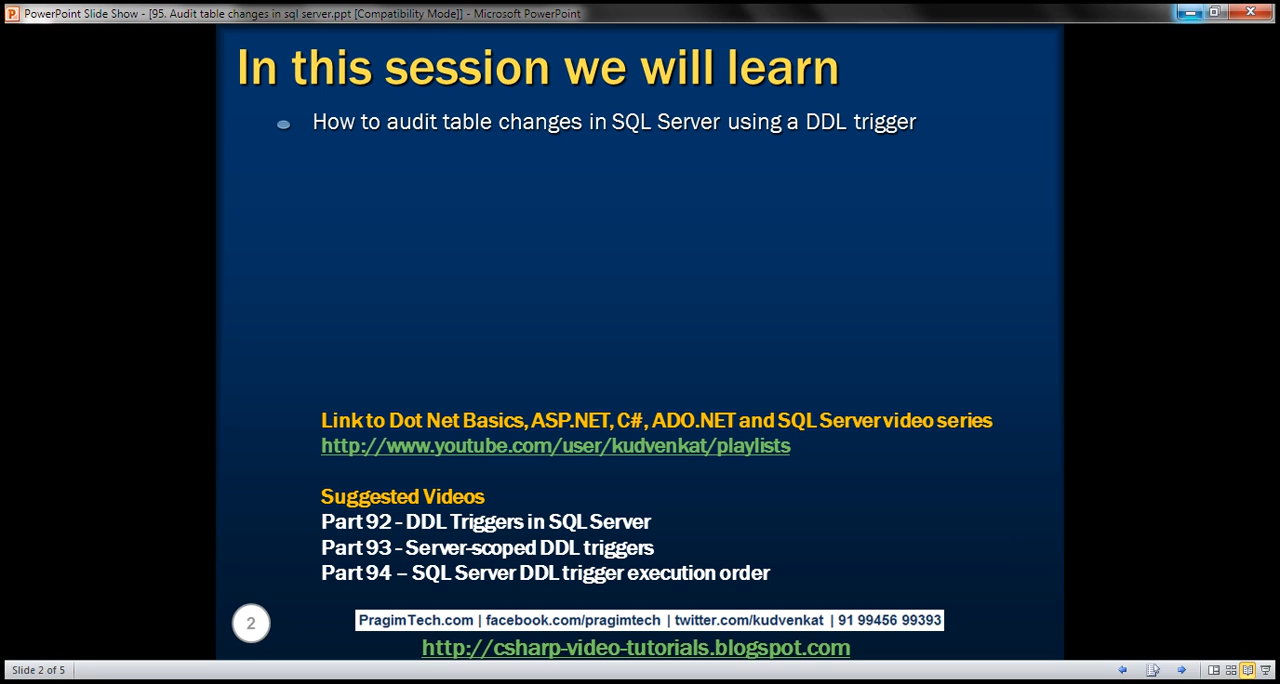 PowerPoint Slide Show - [95. Audit table changes in sql server.ppt [Compatibility Mode]] - Microsoft PowerPoint
In this session we will learn
How to audit table changes in SQL Server using a DDL trigger
Link to Dot Net Basics, ASP.NET, C#, ADO.NET and SQL Server video series
http://www.youtube.com/user/kudvenkat/playlists
Suggested Videos
Part 92 - DDL Triggers in SQL Server
Part 93 - Server-scoped DDL triggers
Part 94 – SQL Server DDL trigger execution order
2
PragimTech.com | facebook.com/pragimtech | twitter.com/kudvenkat | 91 99456 99393
http://csharp-video-tutorials.blogspot.com
Slide 2 of 5